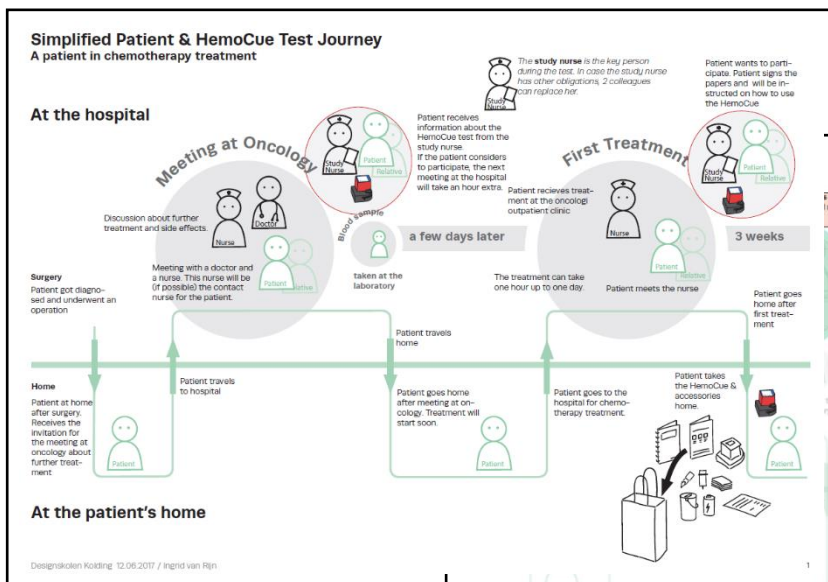 Simplified Patient & HemoCue Test Journey
A patient in chemotherapy treatment
The study nurse is the key person
during the test. In case the study nurse
has other obligations, 2 colleagues
can replace her.
Study
Nurse
Patient wants to parti-
cipate. Patient signs the
papers and will be in-
structed on how to use
the HemoCue
At the hospital
Meeting at Oncology
Study
Nurse
Patient
Relative
Patient receives
information about the
HemoCue test from the
study nurse.
If the patient considers
to participate, the next
meeting at the hospital
will take an hour extra.
First Treatment
Study
Nurse
Patient
Relative
Discussion about further
treatment and side effects.
Nurse
Doctor
Patient
Relative
Meeting with a doctor and
a nurse. This nurse will be
(if possible) the contact
nurse for the patient.
Blood sample
taken at the
laboratory
a few days later
Patient recieves treat-
ment at the oncologi
outpatient clinic
Nurse
Patient
Relative
The treatment can take
one hour up to one day.
Patient meets the nurse
3 weeks
Surgery
Patient got diagno-
sed and underwent an
operation
Patient travels
home
Patient goes
home after
first treat-
ment
Home
Patient at home
after surgery.
Receives the
invitation for
the meeting at
oncology about
further treat-
ment
Patient
Patient travels
to hospital
Patient goes home
after meeting at on-
cology. Treatment will
start soon.
Patient
Patient goes to the
hospital for chemo-
therapy treatment.
Patient takes
the HemoCue &
accessories
home.
Patient
At the patient's home
Designskolen Kolding 12.06.2017 / Ingrid van Rijn
1